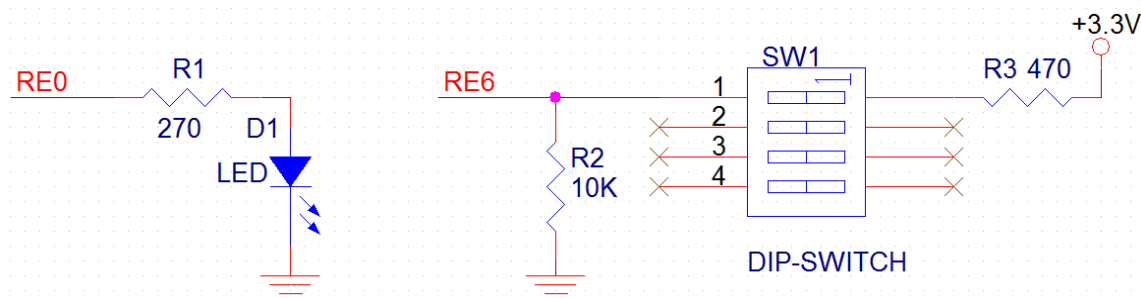 +3.3V
SW1
R1
R3 470
RE0
RE6
1
270
D1
2
LED
3
R2
4
10K
DIP-SWITCH